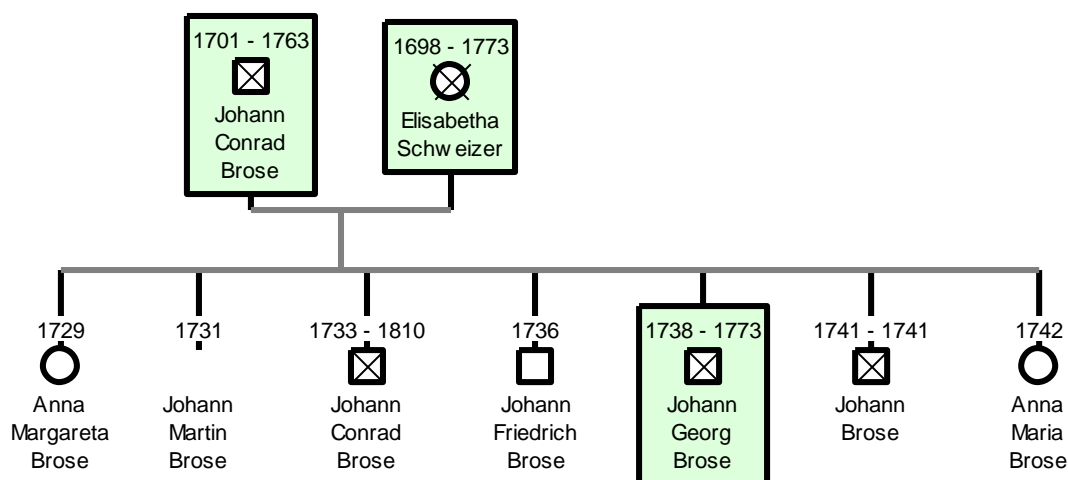 1701 - 1763
Johann
Conrad
Brose
1698 - 1773
Elisabetha
Schweizer
1729
Anna
Margareta
Brose
1731
Johann
Martin
Brose
1733 - 1810
Johann
Conrad
Brose
1736
Johann
Friedrich
Brose
1738 - 1773
Johann
Georg
Brose
1741 - 1741
Johann
Brose
1742
Anna
Maria
Brose